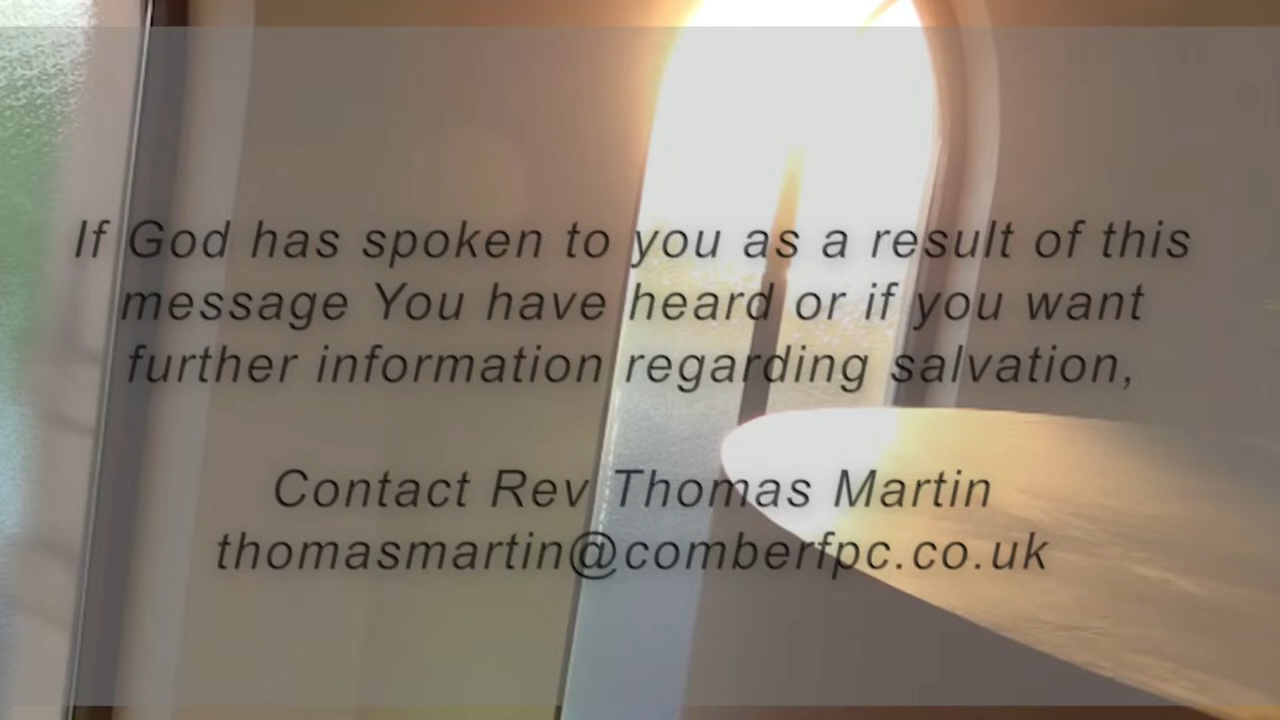 If God has spoken to you as a result of this
message You have heard or if you want
further information regarding salvation,
Contact Rev Thomas Martin
thomasmartin@comberfpc.co.uk